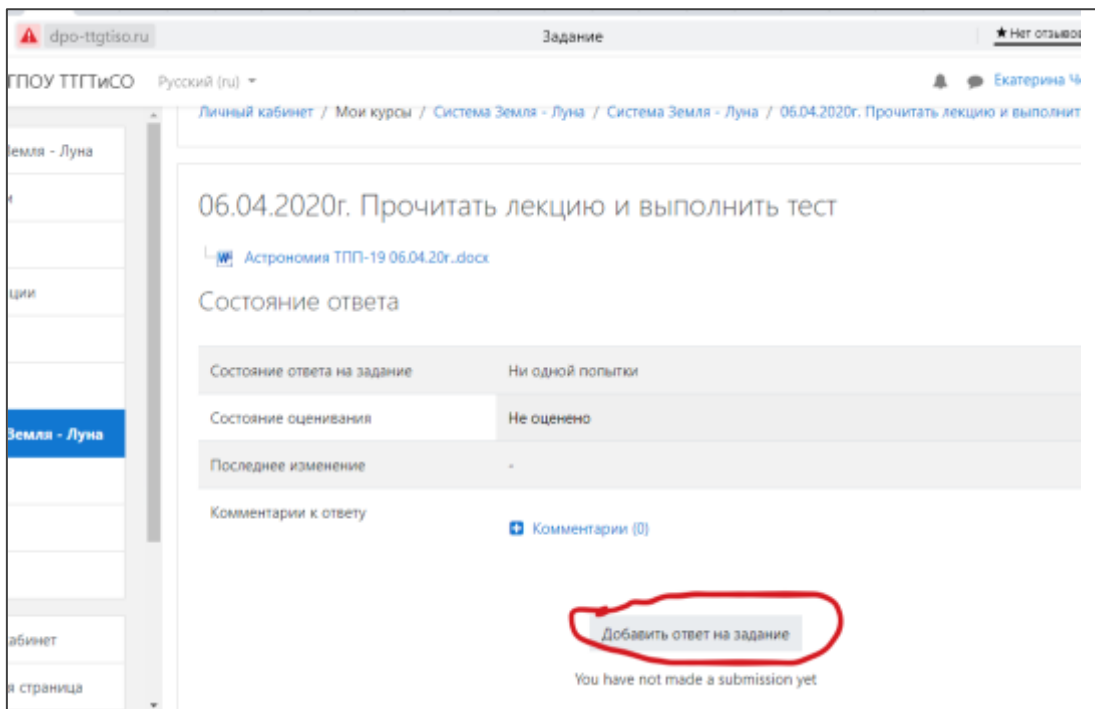 dpo-ttgtiso.ru Задание ★ Нет отзывов
ГПОУ ТТГТиСО Русский (ru) Екатерина
Личный кабинет / Мои курсы / Система Земля - Луна / Система Земля - Луна / 06.04.2020г. Прочитать лекцию и выполнит
Земля - Луна
06.04.2020г. Прочитать лекцию и выполнить тест
Астрономия ТПП-19 06.04.20г..docx
ции
Состояние ответа
Состояние ответа на задание Ни одной попытки
Состояние оценивания Не оценено
Земля - Луна
Последнее изменение -
Комментарии к ответу
Комментарии (0)
Добавить ответ на задание
абинет
You have not made a submission yet
я страница